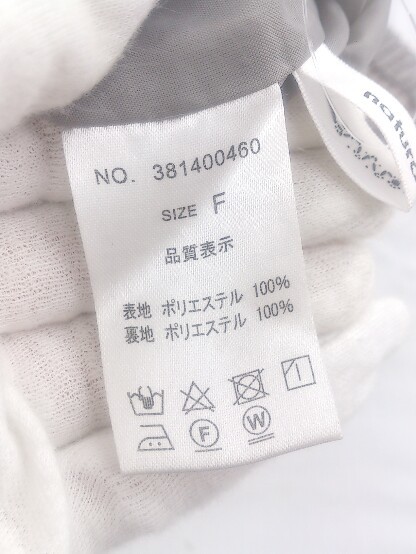 NO. 381400460
SIZE F
品質表示
表地 ポリエステル 100%
裏地 ポリエステル 100%
F W